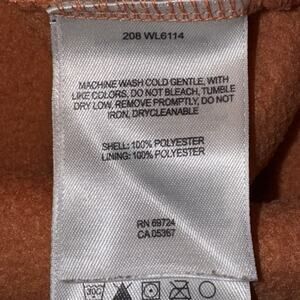 208 WL6114
MACHINE WASH COLD GENTLE, WITH
LIKE COLORS, DO NOT BLEACH, TUMBLE
DRY LOW, REMOVE PROMPTLY, DO NOT
IRON, DRYCLEANABLE
SHELL: 100% POLYESTER
LINING: 100% POLYESTER
RN 69724
CA 05367
30C